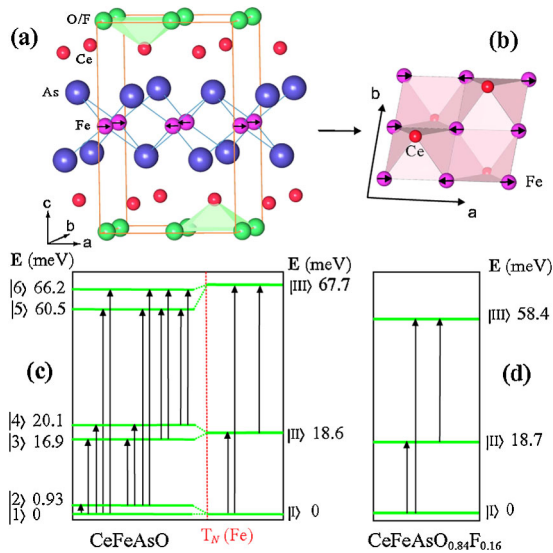 (a)
O/F
Ce
As
Fe
c
b
a
(b)
b
Ce
Fe
a
E (meV)
|6⟩ 66.2
|5⟩ 60.5
(c)
|4⟩ 20.1
|3⟩ 16.9
|2⟩ 0.93
|1⟩ 0
CeFeAsO
T_N (Fe)
E (meV)
|III⟩ 67.7
|II⟩ 18.6
|I⟩ 0
E (meV)
|III⟩ 58.4
(d)
|II⟩ 18.7
|I⟩ 0
CeFeAsO₀.₈₄F₀.₁₆